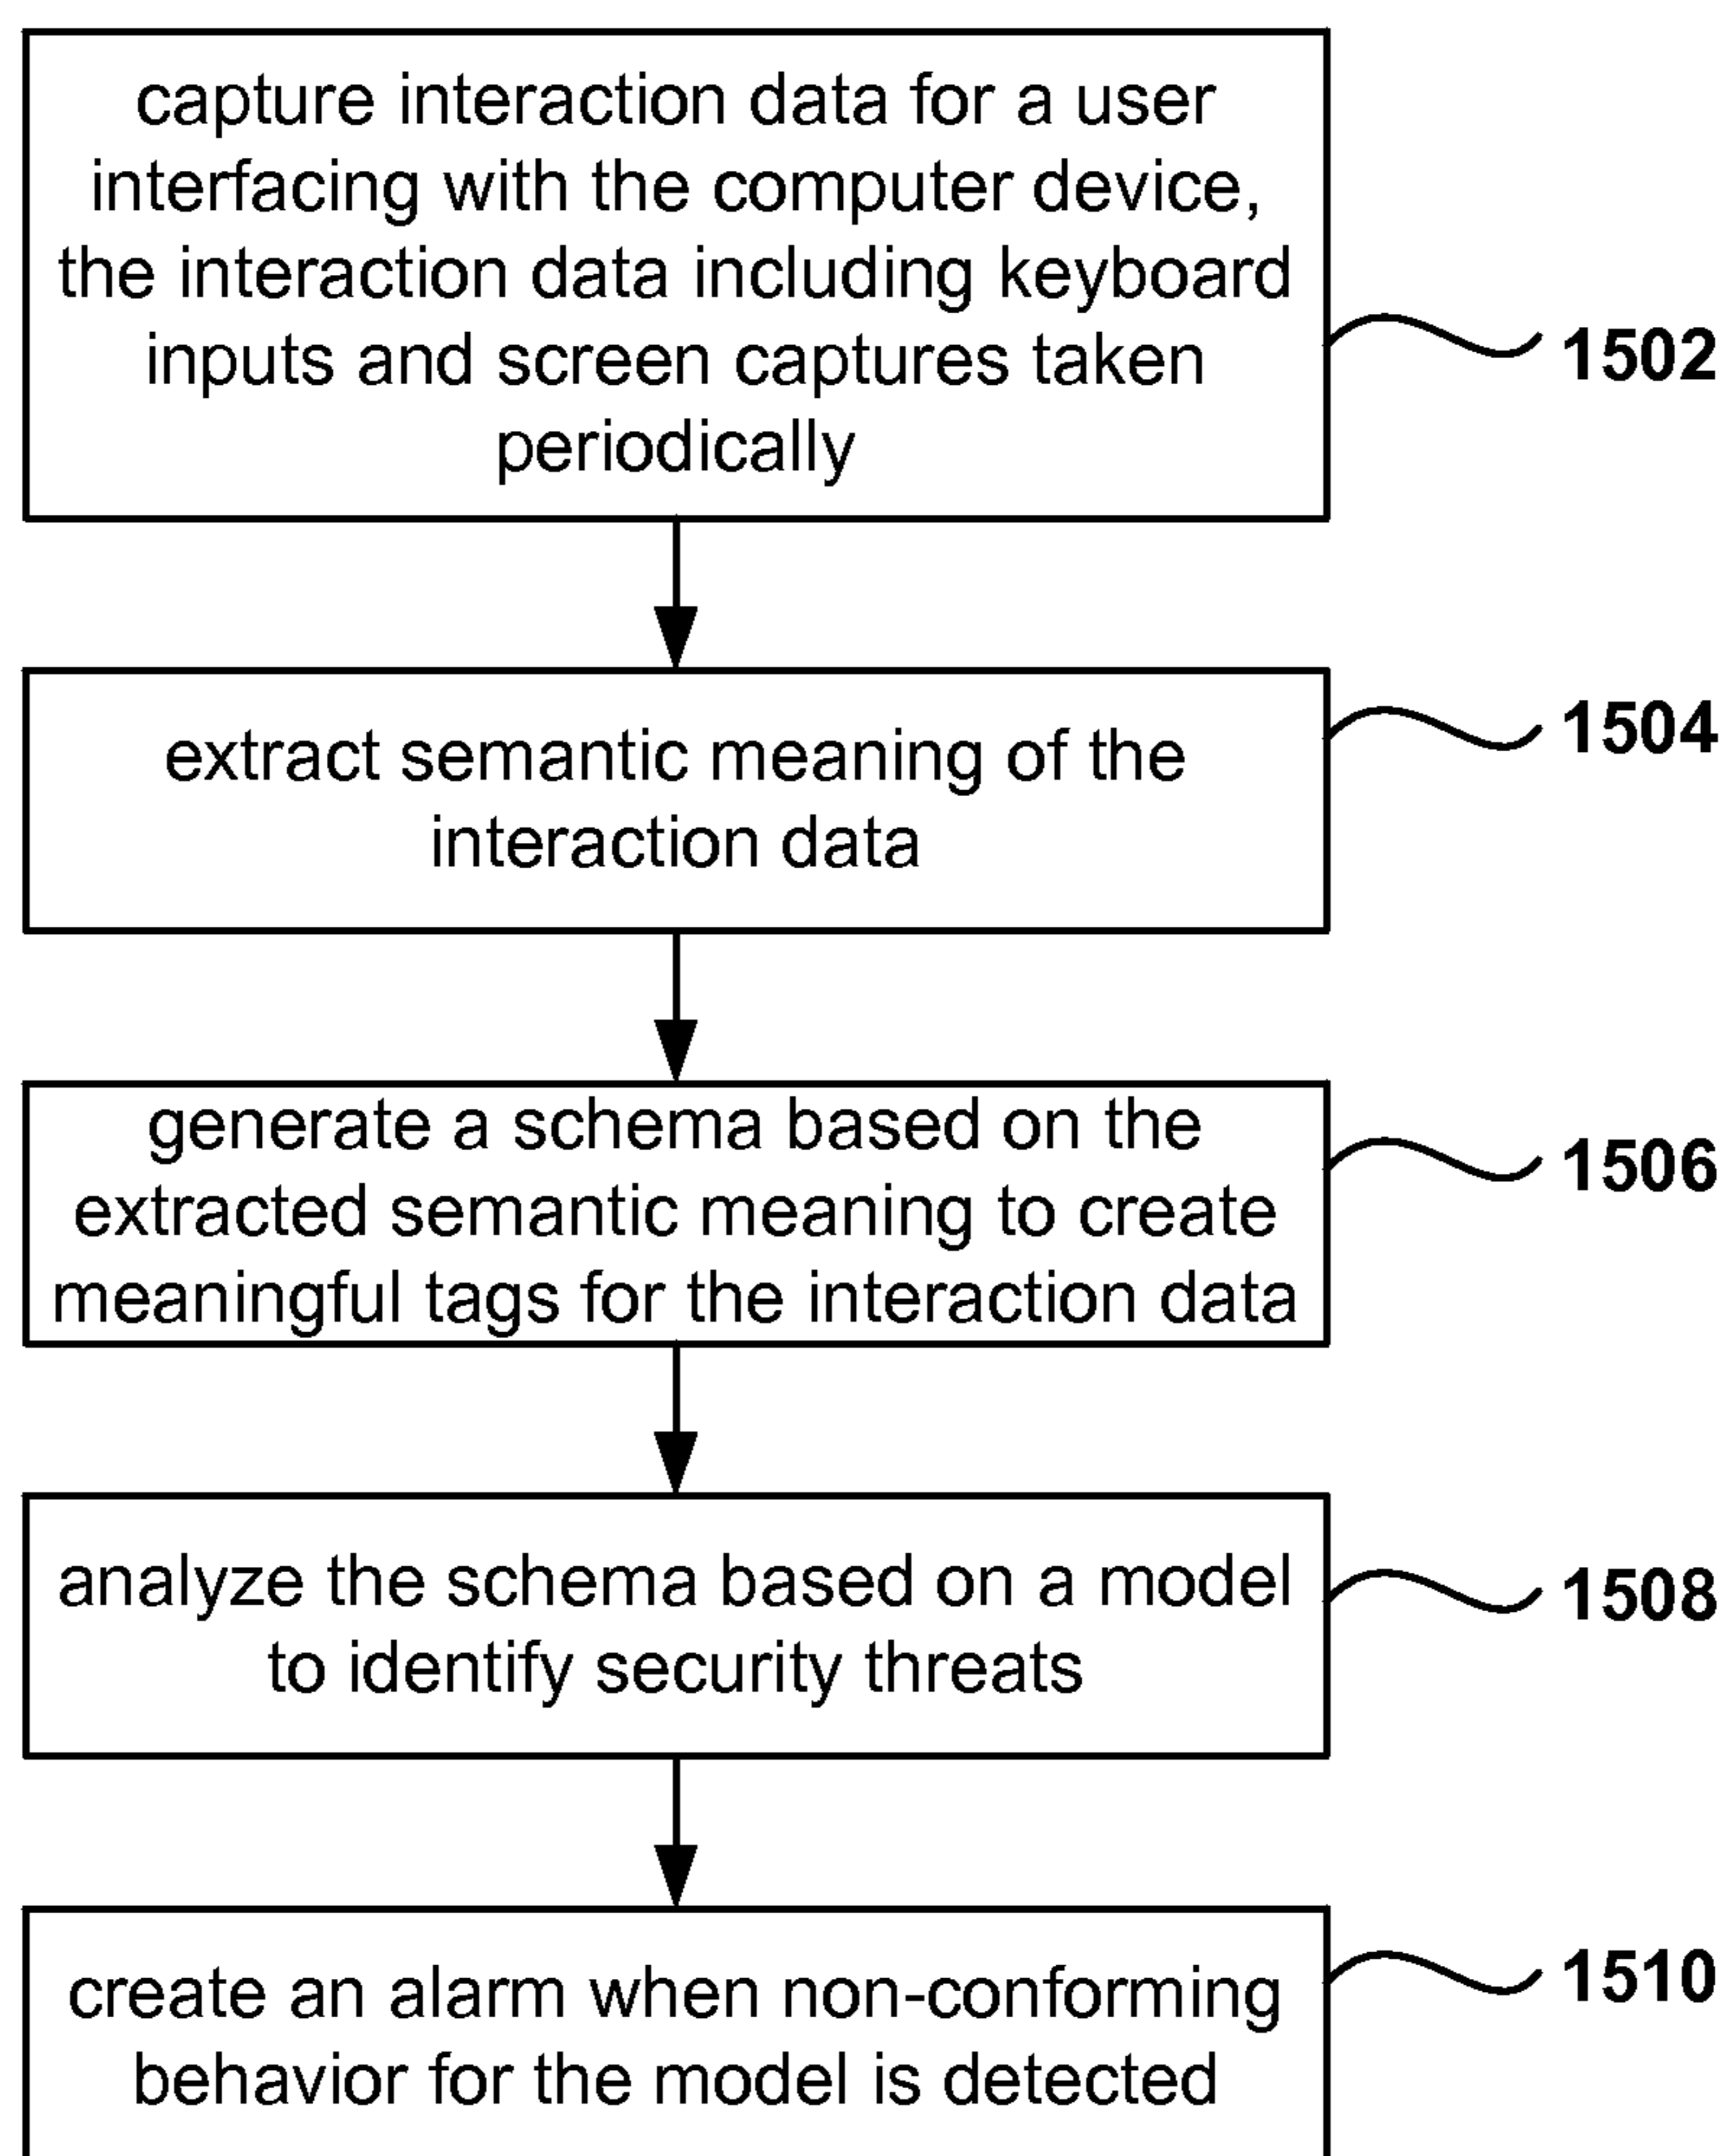 capture interaction data for a user
interfacing with the computer device,
the interaction data including keyboard
inputs and screen captures taken
periodically
1502
extract semantic meaning of the
interaction data
1504
generate a schema based on the
extracted semantic meaning to create
meaningful tags for the interaction data
1506
analyze the schema based on a model
to identify security threats
1508
create an alarm when non-conforming
behavior for the model is detected
1510